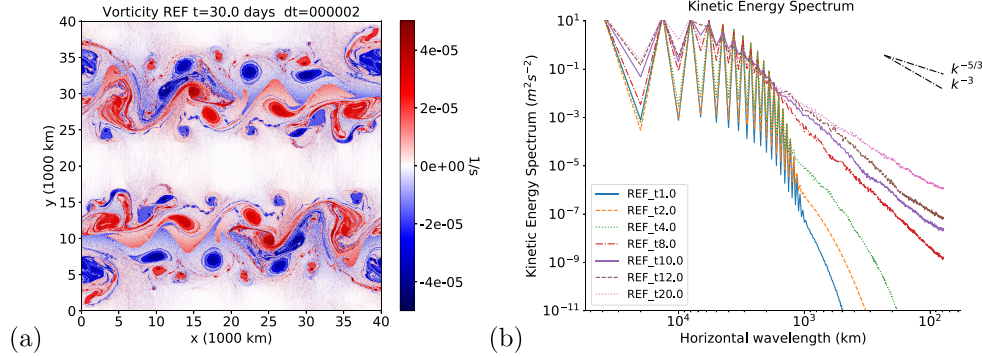 Vorticity REF t=30.0 days dt=000002
40
35
30
25
20
15
10
5
0
y (1000 km)
0 5 10 15 20 25 30 35 40
x (1000 km)
4e-05
2e-05
0e+00
-2e-05
-4e-05
1/s
(a)
Kinetic Energy Spectrum
10^1
10^-1
10^-3
10^-5
10^-7
10^-9
10^-11
Kinetic Energy Spectrum (m^2 s^-2)
k^-5/3
k^-3
REF_t1.0
REF_t2.0
REF_t4.0
REF_t8.0
REF_t10.0
REF_t12.0
REF_t20.0
10^4 10^3 10^2
Horizontal wavelength (km)
(b)